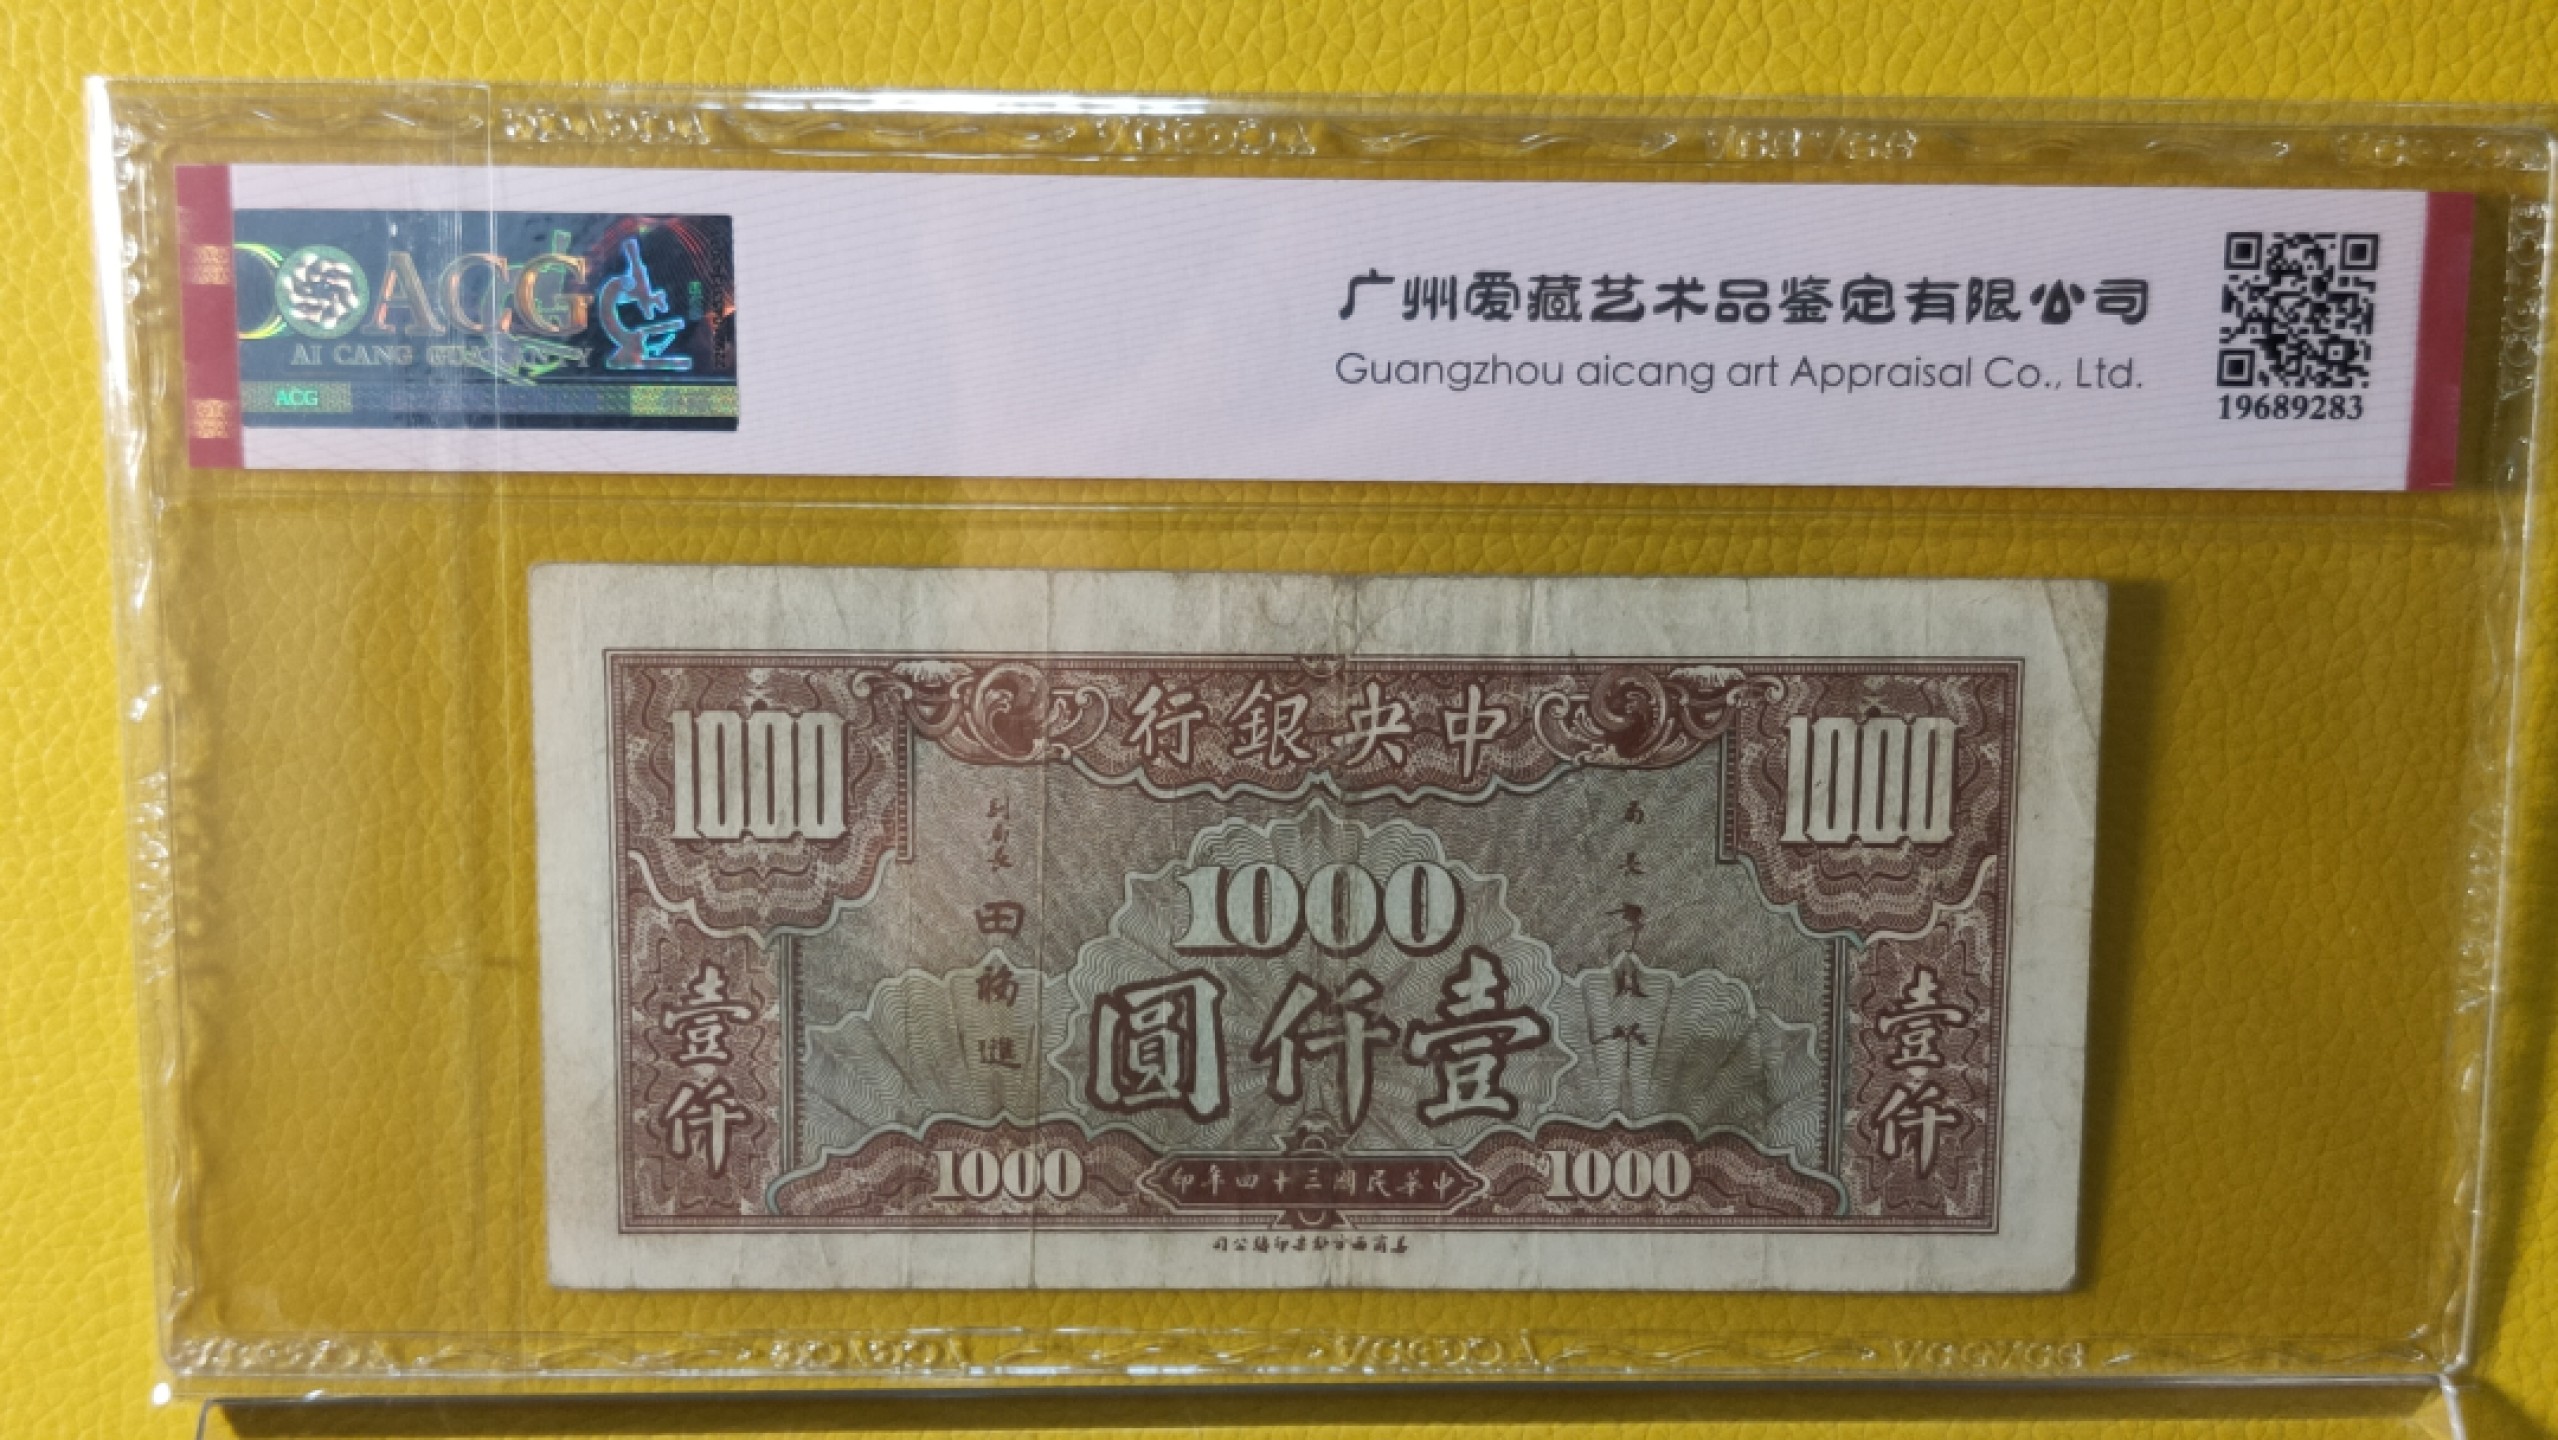 ACG
AI CANG GUARANTY
ACG
广州爱藏艺术品鉴定有限公司
Guangzhou aicang art Appraisal Co., Ltd.
19689283
行銀央中
1000
1000
副局長
田福進
局長
1000
圓仟壹
壹仟
壹仟
1000
印年四十三國民華中
1000